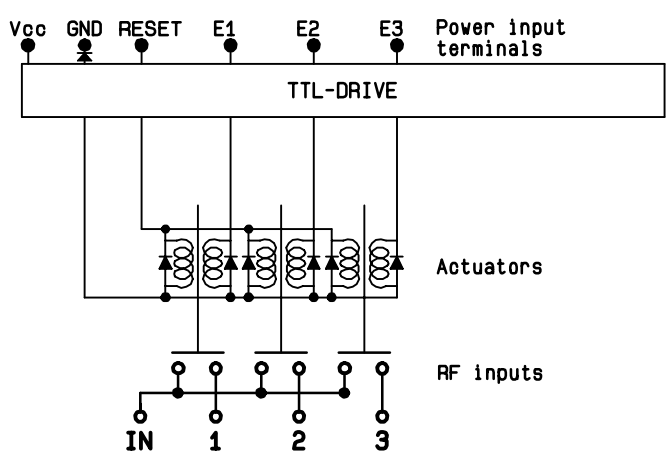 Vcc GND RESET E1 E2 E3 Power input
terminals
TTL-DRIVE
Actuators
RF inputs
IN 1 2 3